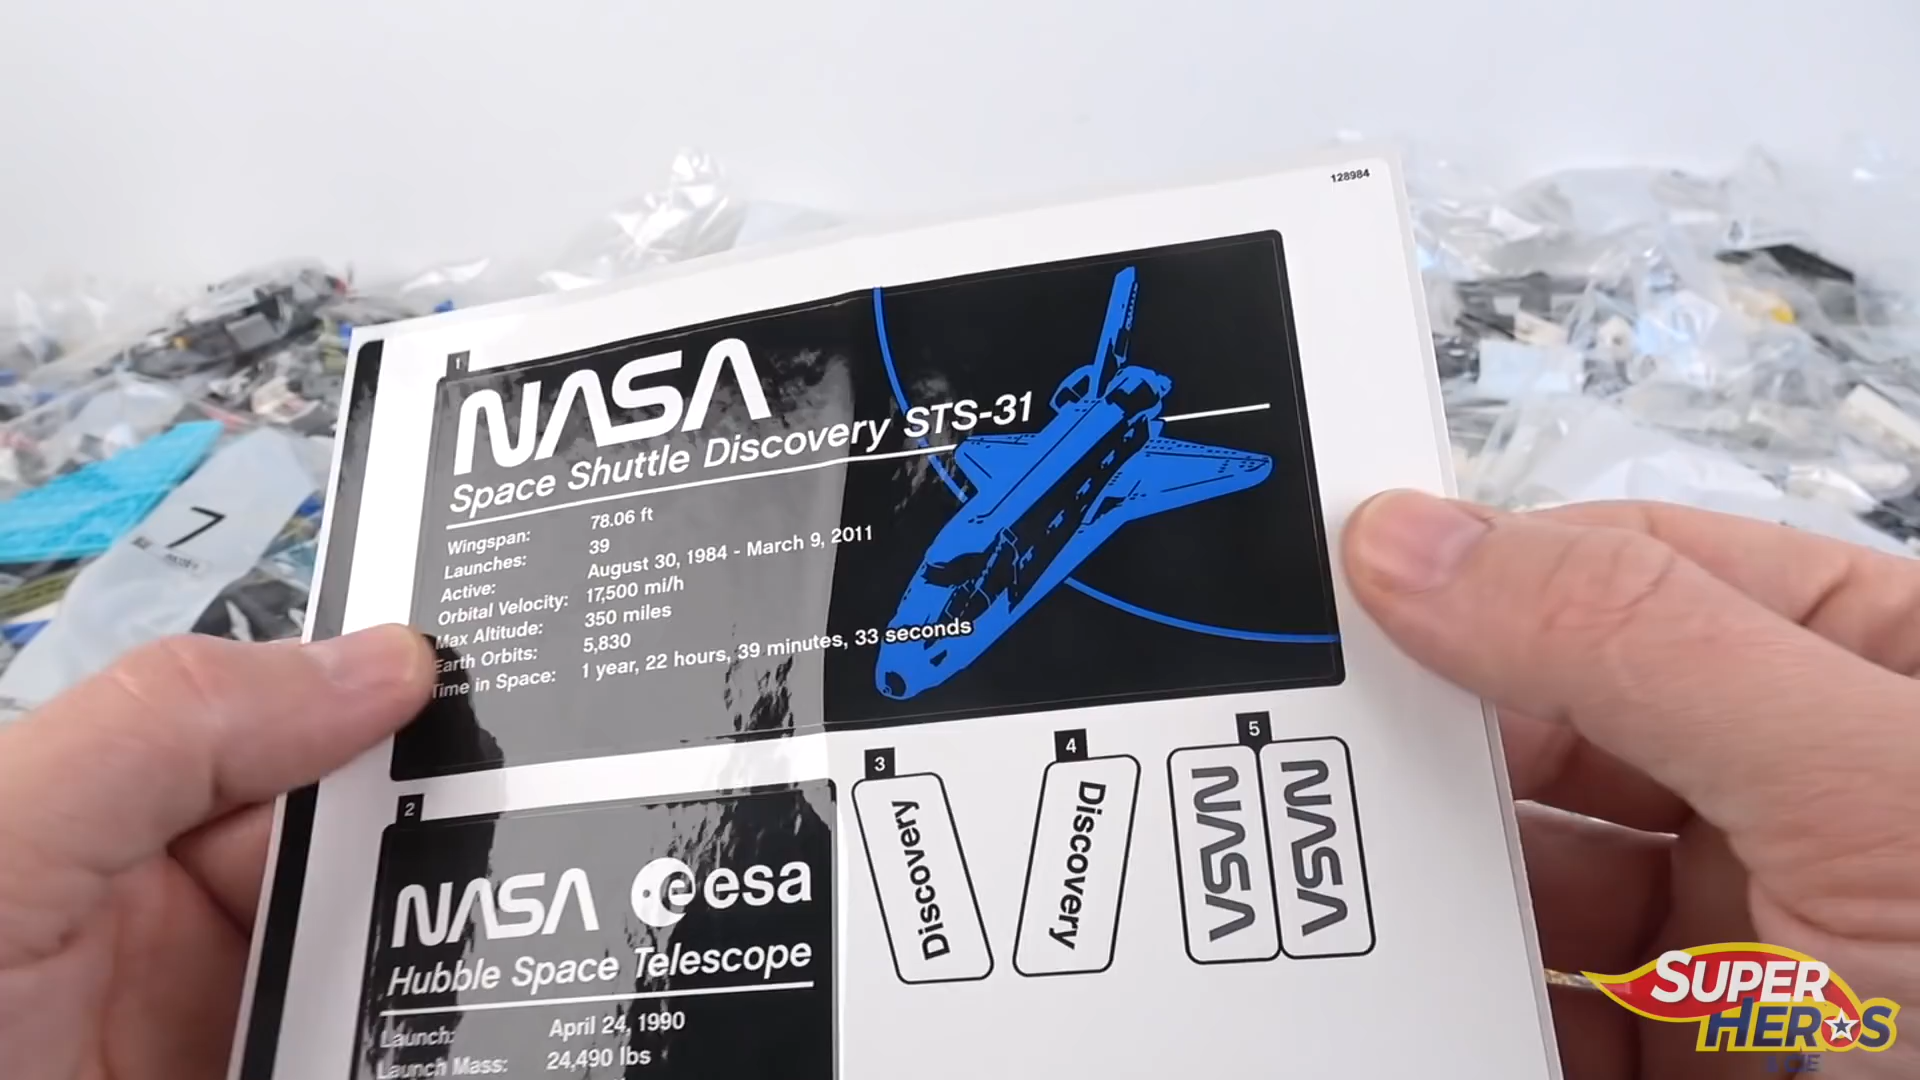 128984
1
NASA
Space Shuttle Discovery STS-31
Wingspan: 78.06 ft
Launches: 39
Active: August 30, 1984 - March 9, 2011
Orbital Velocity: 17,500 mi/h
Max Altitude: 350 miles
Earth Orbits: 5,830
Time in Space: 1 year, 22 hours, 39 minutes, 33 seconds
2
NASA esa
Hubble Space Telescope
Launch: April 24, 1990
Launch Mass: 24,490 lbs
3
Discovery
4
Discovery
5
NASA
NASA
7
SUPER
HEROS